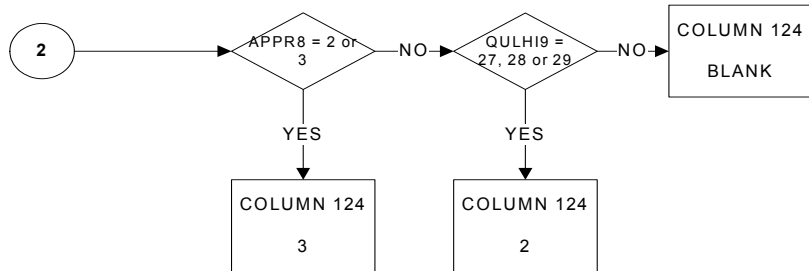 2
APPR8 = 2 or
3
NO
QULHI9 =
27, 28 or 29
NO
COLUMN 124
BLANK
YES
YES
COLUMN 124
3
COLUMN 124
2